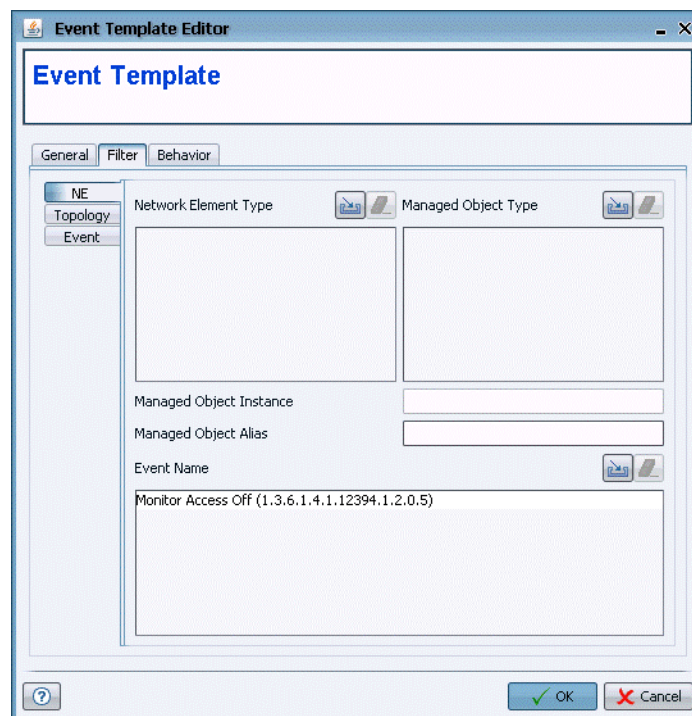 Event Template Editor
Event Template
General Filter Behavior
NE
Topology
Event
Network Element Type
Managed Object Type
Managed Object Instance
Managed Object Alias
Event Name
Monitor Access Off (1.3.6.1.4.1.12394.1.2.0.5)
? OK Cancel